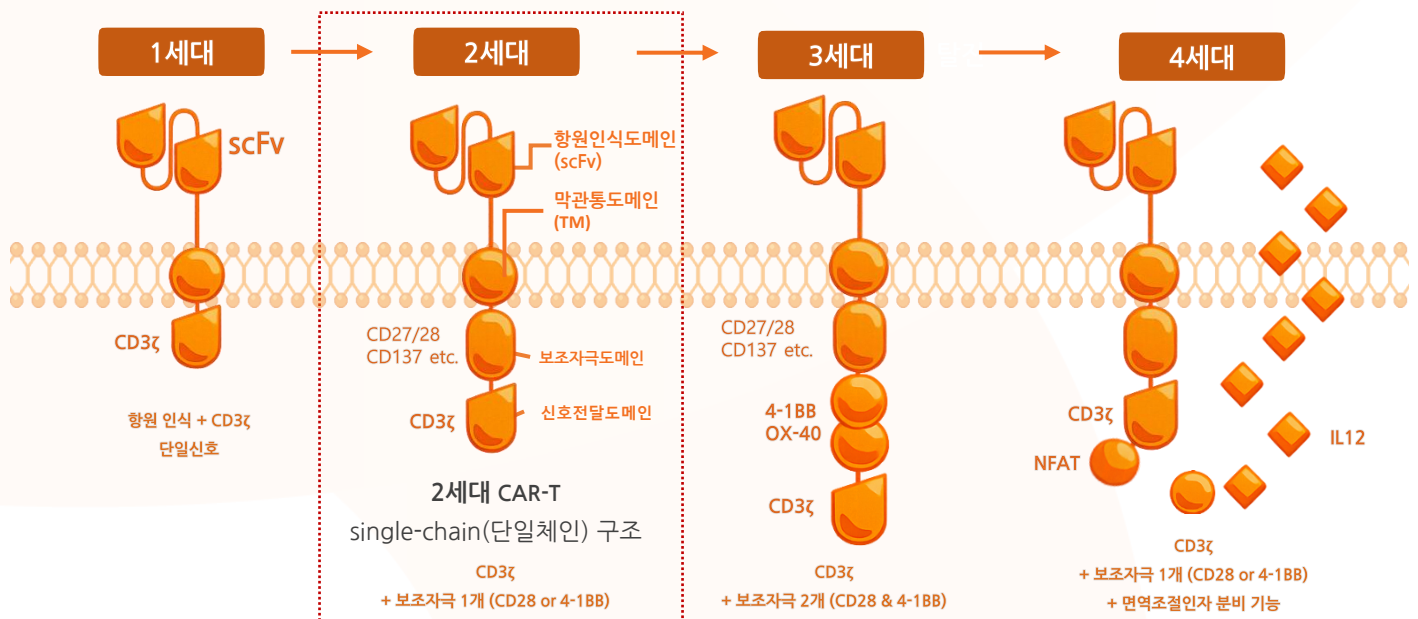 1세대
2세대
3세대
4세대
scFv
CD3ζ
항원 인식 + CD3ζ
단일신호
항원인식도메인
(scFv)
막관통도메인
(TM)
CD27/28
CD137 etc.
보조자극도메인
CD3ζ
신호전달도메인
2세대 CAR-T
single-chain(단일체인) 구조
CD3ζ
+ 보조자극 1개 (CD28 or 4-1BB)
CD27/28
CD137 etc.
4-1BB
OX-40
CD3ζ
CD3ζ
+ 보조자극 2개 (CD28 & 4-1BB)
CD3ζ
NFAT
IL12
CD3ζ
+ 보조자극 1개 (CD28 or 4-1BB)
+ 면역조절인자 분비 기능